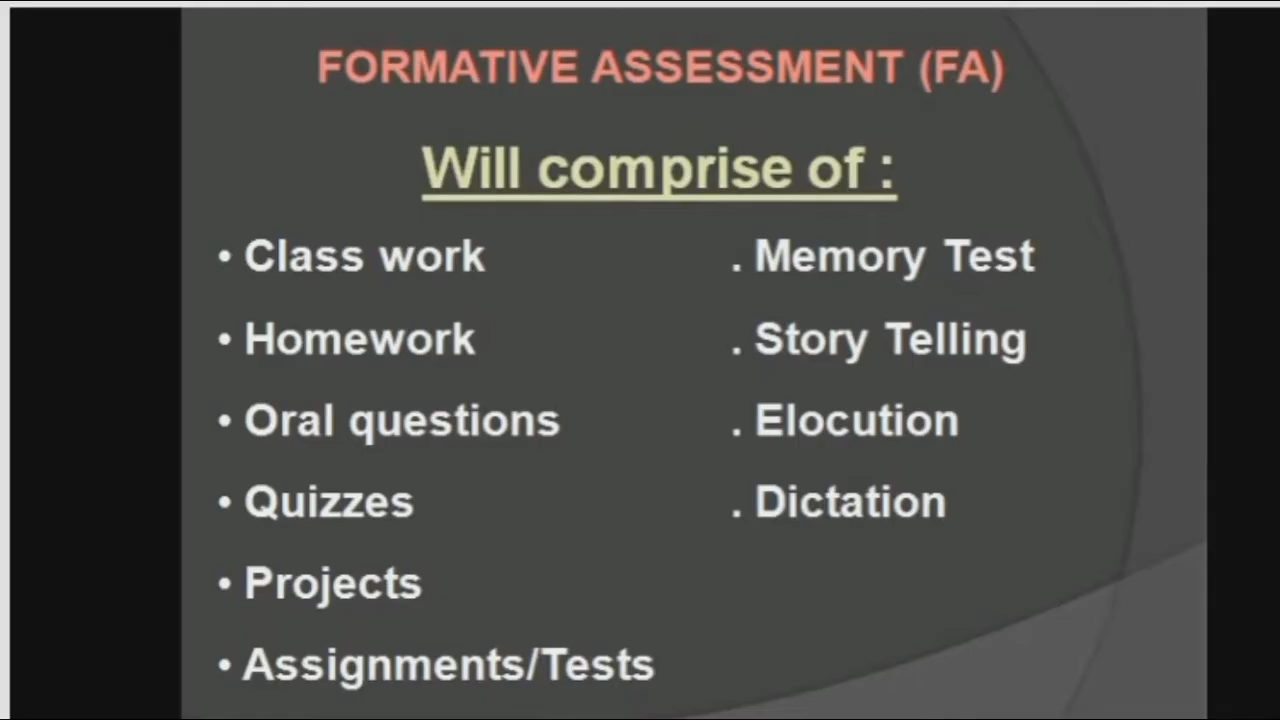 FORMATIVE ASSESSMENT (FA)
Will comprise of :
• Class work
• Homework
• Oral questions
• Quizzes
• Projects
• Assignments/Tests
. Memory Test
. Story Telling
. Elocution
. Dictation